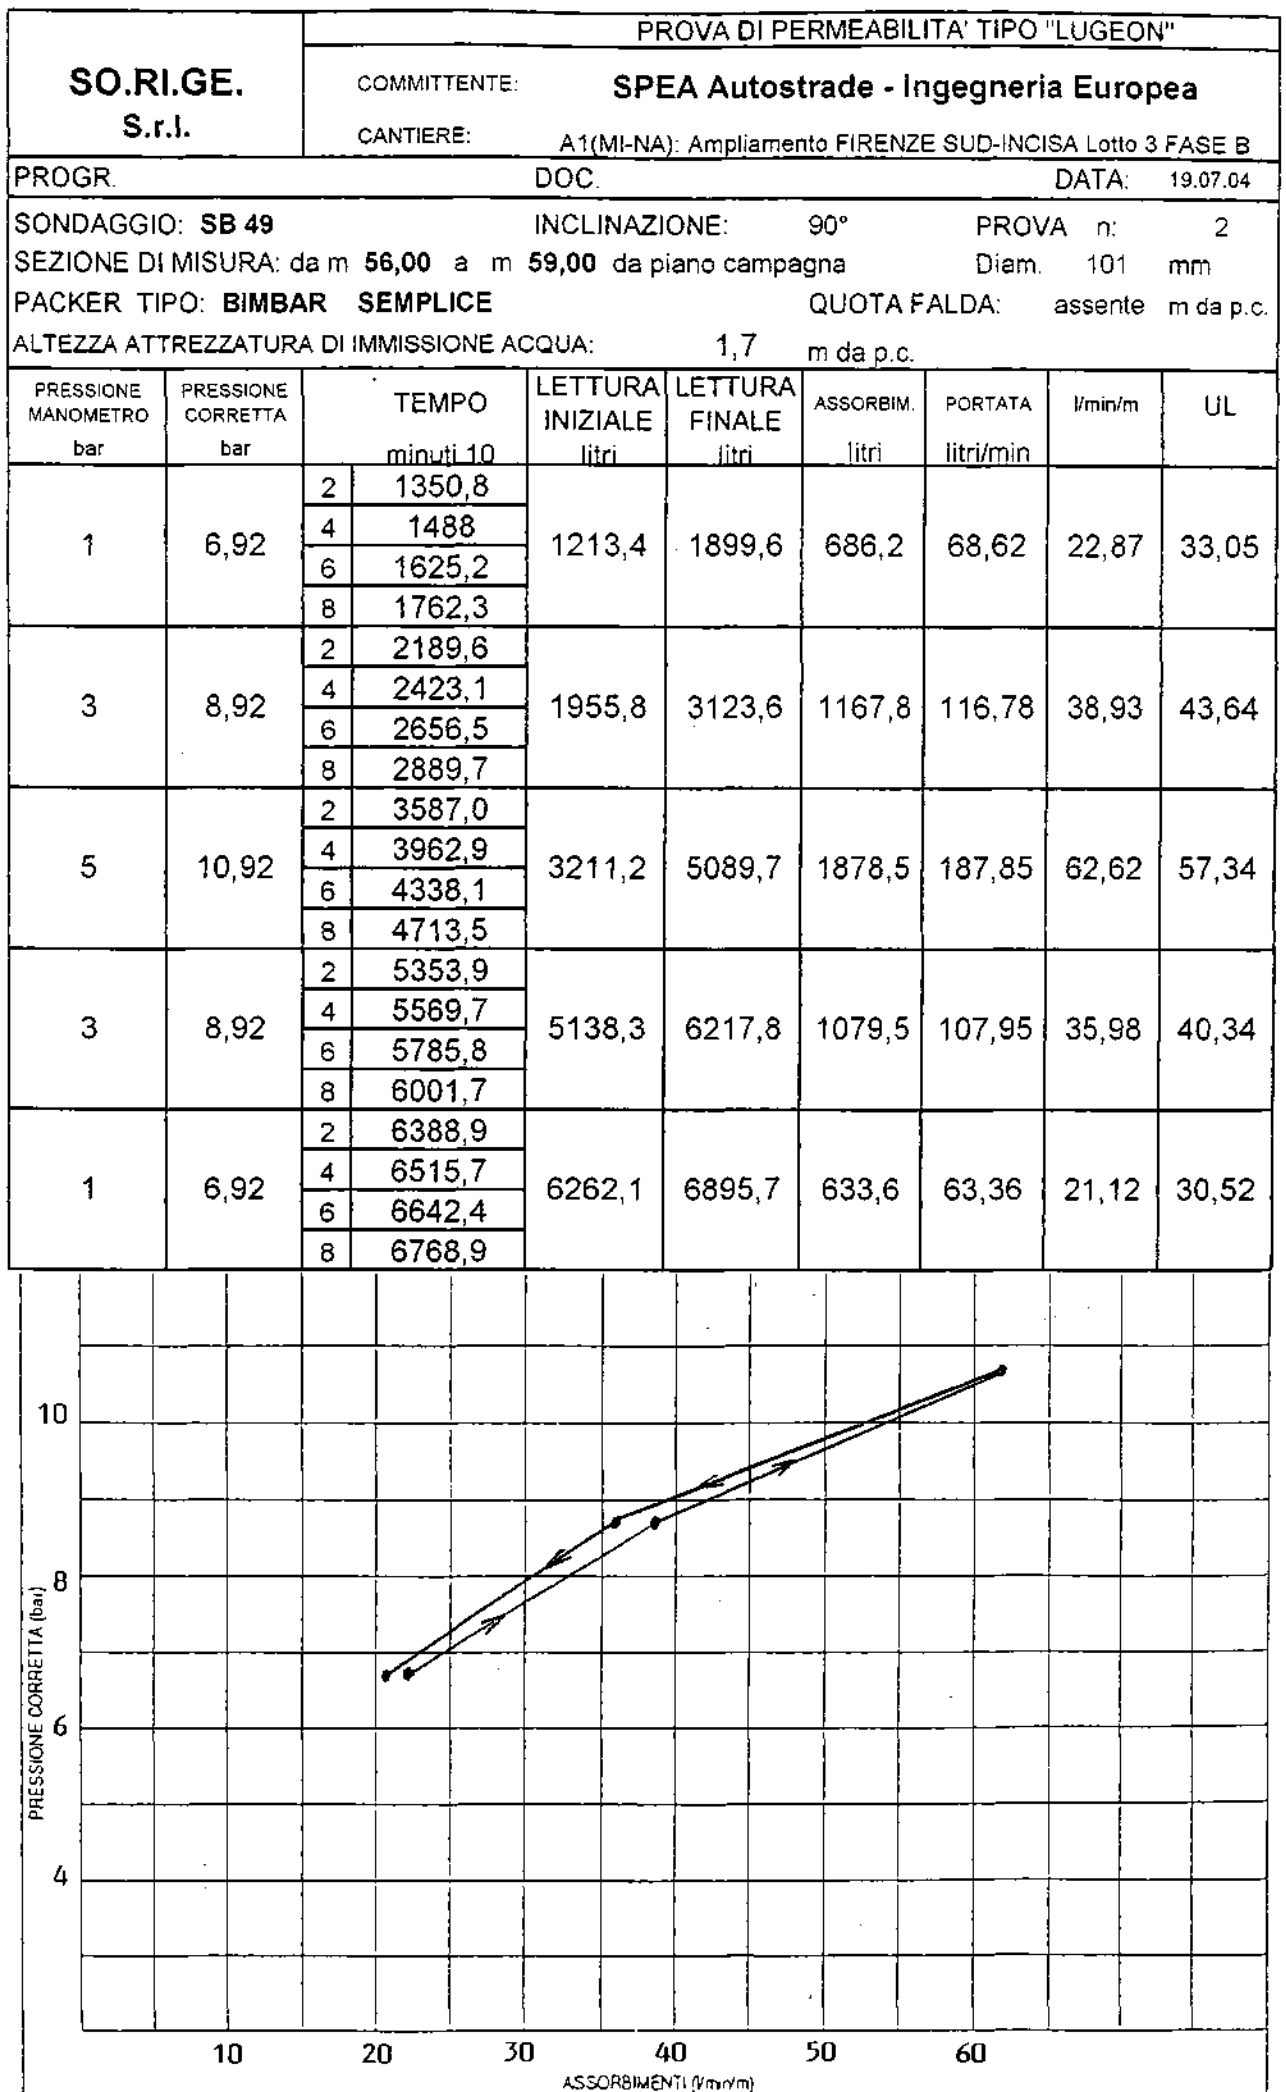 PROVA DI PERMEABILITA' TIPO "LUGEON"
SO.RI.GE.
S.r.l.
COMMITTENTE: SPEA Autostrade - Ingegneria Europea
CANTIERE: A1(MI-NA): Ampliamento FIRENZE SUD-INCISA Lotto 3 FASE B
PROGR. DOC. DATA: 19.07.04
SONDAGGIO: SB 49 INCLINAZIONE: 90° PROVA n: 2
SEZIONE DI MISURA: da m 56,00 a m 59,00 da piano campagna Diam. 101 mm
PACKER TIPO: BIMBAR SEMPLICE QUOTA FALDA: assente m da p.c.
ALTEZZA ATTREZZATURA DI IMMISSIONE ACQUA: 1,7 m da p.c.
PRESSIONE MANOMETRO bar PRESSIONE CORRETTA bar TEMPO minuti 10 LETTURA INIZIALE litri LETTURA FINALE litri ASSORBIM. litri PORTATA litri/min l/min/m UL
2 1350,8
4 1488
1 6,92 1213,4 1899,6 686,2 68,62 22,87 33,05
6 1625,2
8 1762,3
2 2189,6
4 2423,1
3 8,92 1955,8 3123,6 1167,8 116,78 38,93 43,64
6 2656,5
8 2889,7
2 3587,0
4 3962,9
5 10,92 3211,2 5089,7 1878,5 187,85 62,62 57,34
6 4338,1
8 4713,5
2 5353,9
4 5569,7
3 8,92 5138,3 6217,8 1079,5 107,95 35,98 40,34
6 5785,8
8 6001,7
2 6388,9
4 6515,7
1 6,92 6262,1 6895,7 633,6 63,36 21,12 30,52
6 6642,4
8 6768,9
10
8
6
4
PRESSIONE CORRETTA (bar)
10 20 30 40 50 60
ASSORBIMENTI (l/min/m)